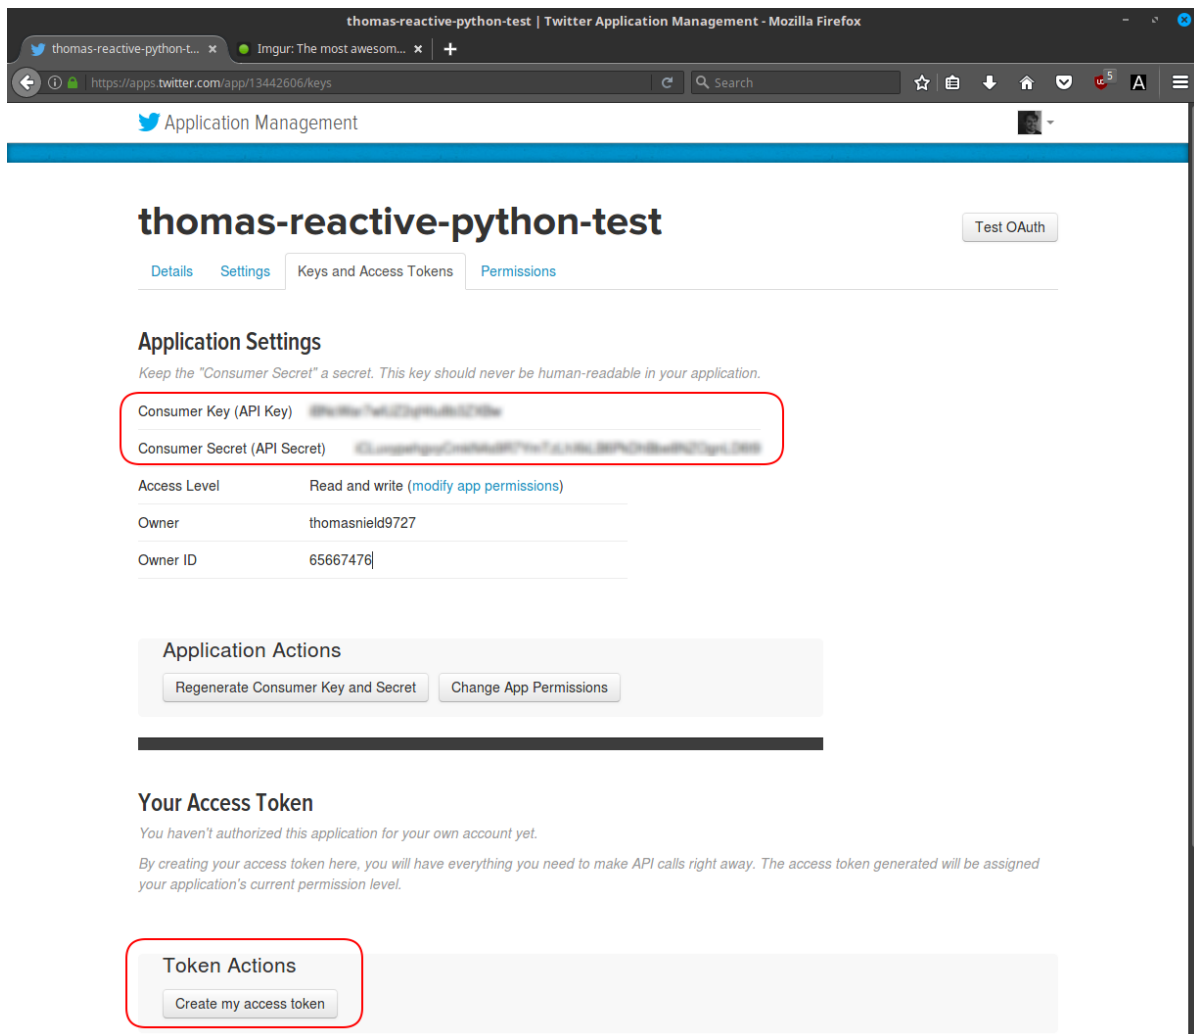 thomas-reactive-python-test | Twitter Application Management - Mozilla Firefox
thomas-reactive-python-t... × Imgur: The most awesom... × +
https://apps.twitter.com/app/13442606/keys Search 5 A
Application Management
thomas-reactive-python-test
Test OAuth
Details Settings Keys and Access Tokens Permissions
Application Settings
Keep the "Consumer Secret" a secret. This key should never be human-readable in your application.
Consumer Key (API Key)
Consumer Secret (API Secret)
Access Level Read and write (modify app permissions)
Owner thomasnield9727
Owner ID 65667476
Application Actions
Regenerate Consumer Key and Secret Change App Permissions
Your Access Token
You haven't authorized this application for your own account yet.
By creating your access token here, you will have everything you need to make API calls right away. The access token generated will be assigned
your application's current permission level.
Token Actions
Create my access token